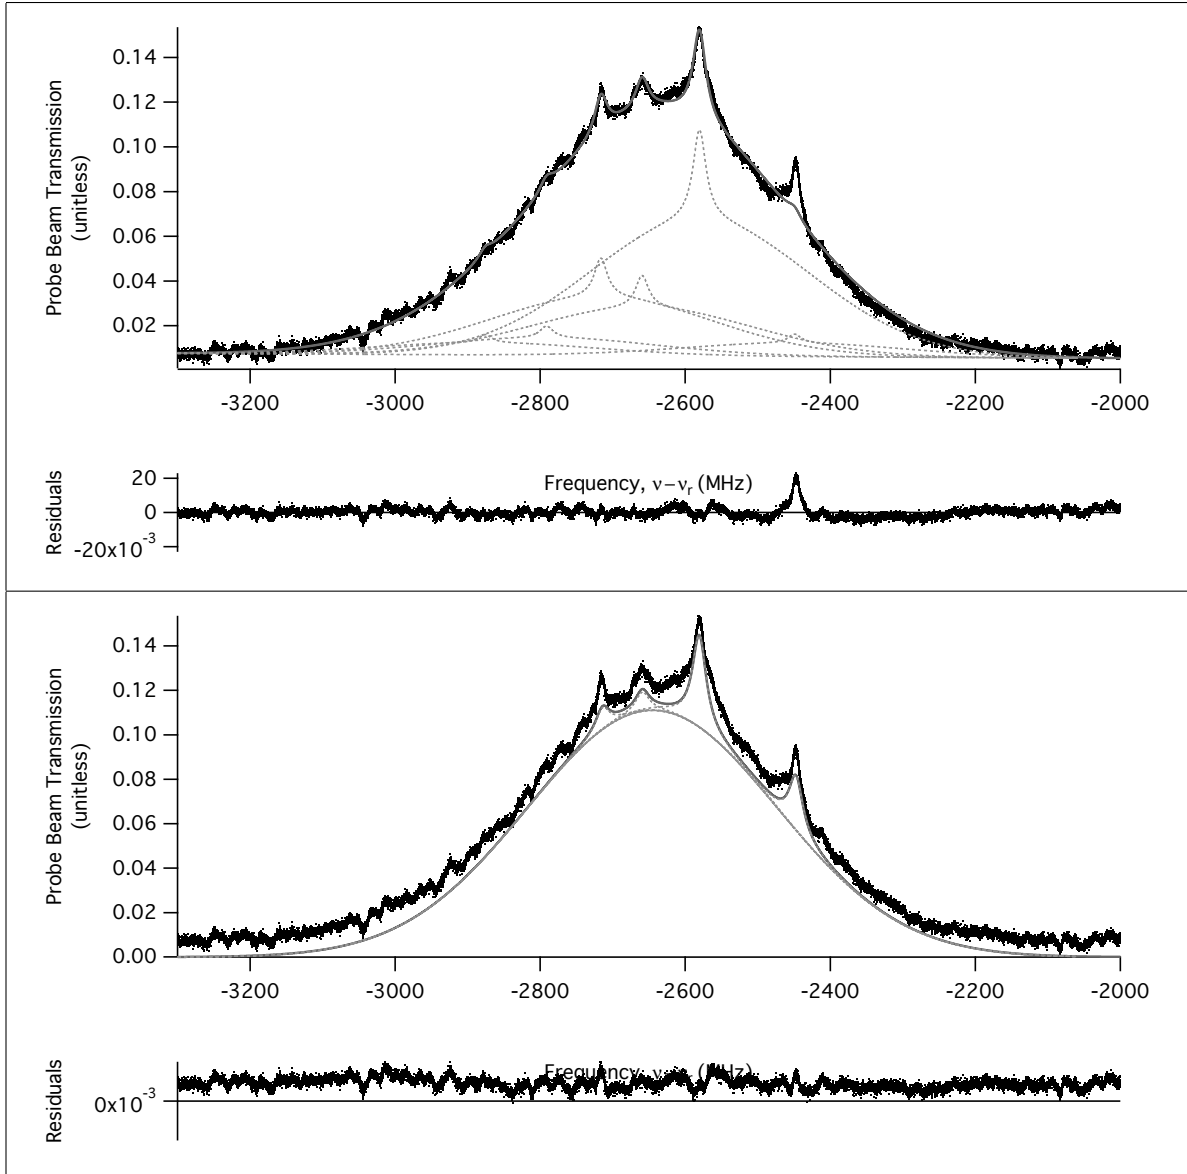 0.14
0.12
0.10
0.08
0.06
0.04
0.02
Probe Beam Transmission
(unitless)
-3200 -3000 -2800 -2600 -2400 -2200 -2000
Frequency, ν−νr (MHz)
20
0
-20x10-3
Residuals
0.14
0.12
0.10
0.08
0.06
0.04
0.02
0.00
Probe Beam Transmission
(unitless)
-3200 -3000 -2800 -2600 -2400 -2200 -2000
Frequency, (MHz)
0x10-3
Residuals